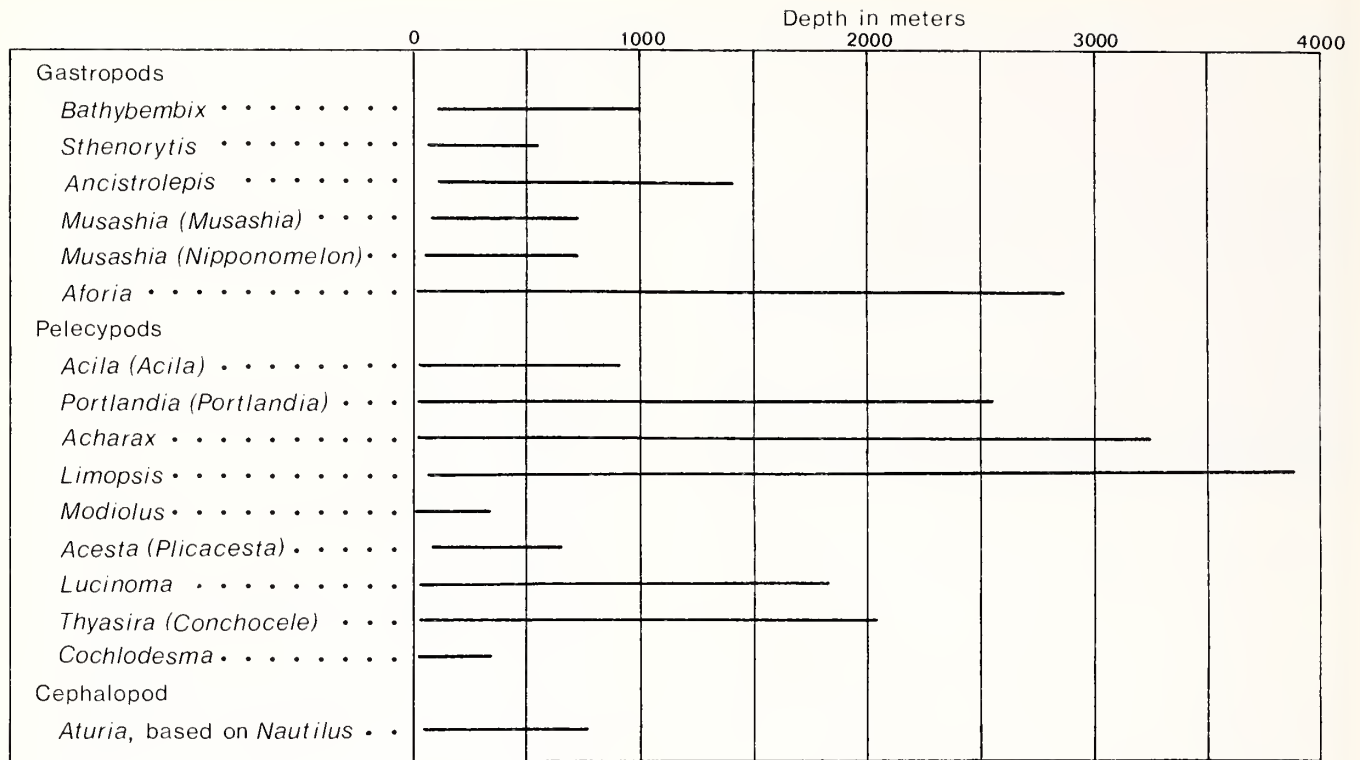 Depth in meters
0 1000 2000 3000 4000
Gastropods
Bathybembix
Sthenorytis
Ancistrolepis
Musashia (Musashia)
Musashia (Nipponomelon)
Aforia
Pelecypods
Acila (Acila)
Portlandia (Portlandia)
Acharax
Limopsis
Modiolus
Acesta (Plicacesta)
Lucinoma
Thyasira (Conchocele)
Cochlodesma
Cephalopod
Aturia, based on Nautilus